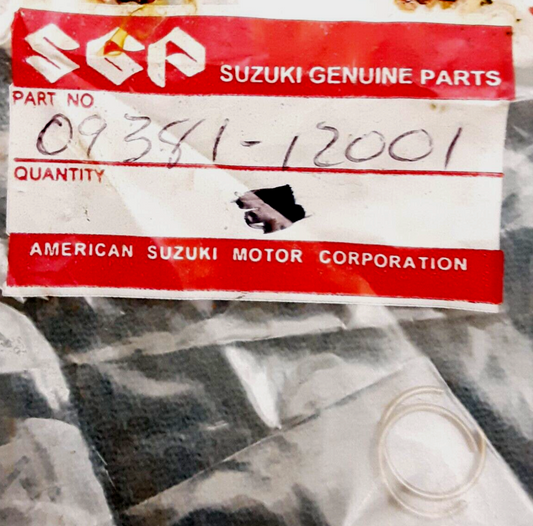 SGP SUZUKI GENUINE PARTS
PART NO.
09381-12001
QUANTITY
AMERICAN SUZUKI MOTOR CORPORATION